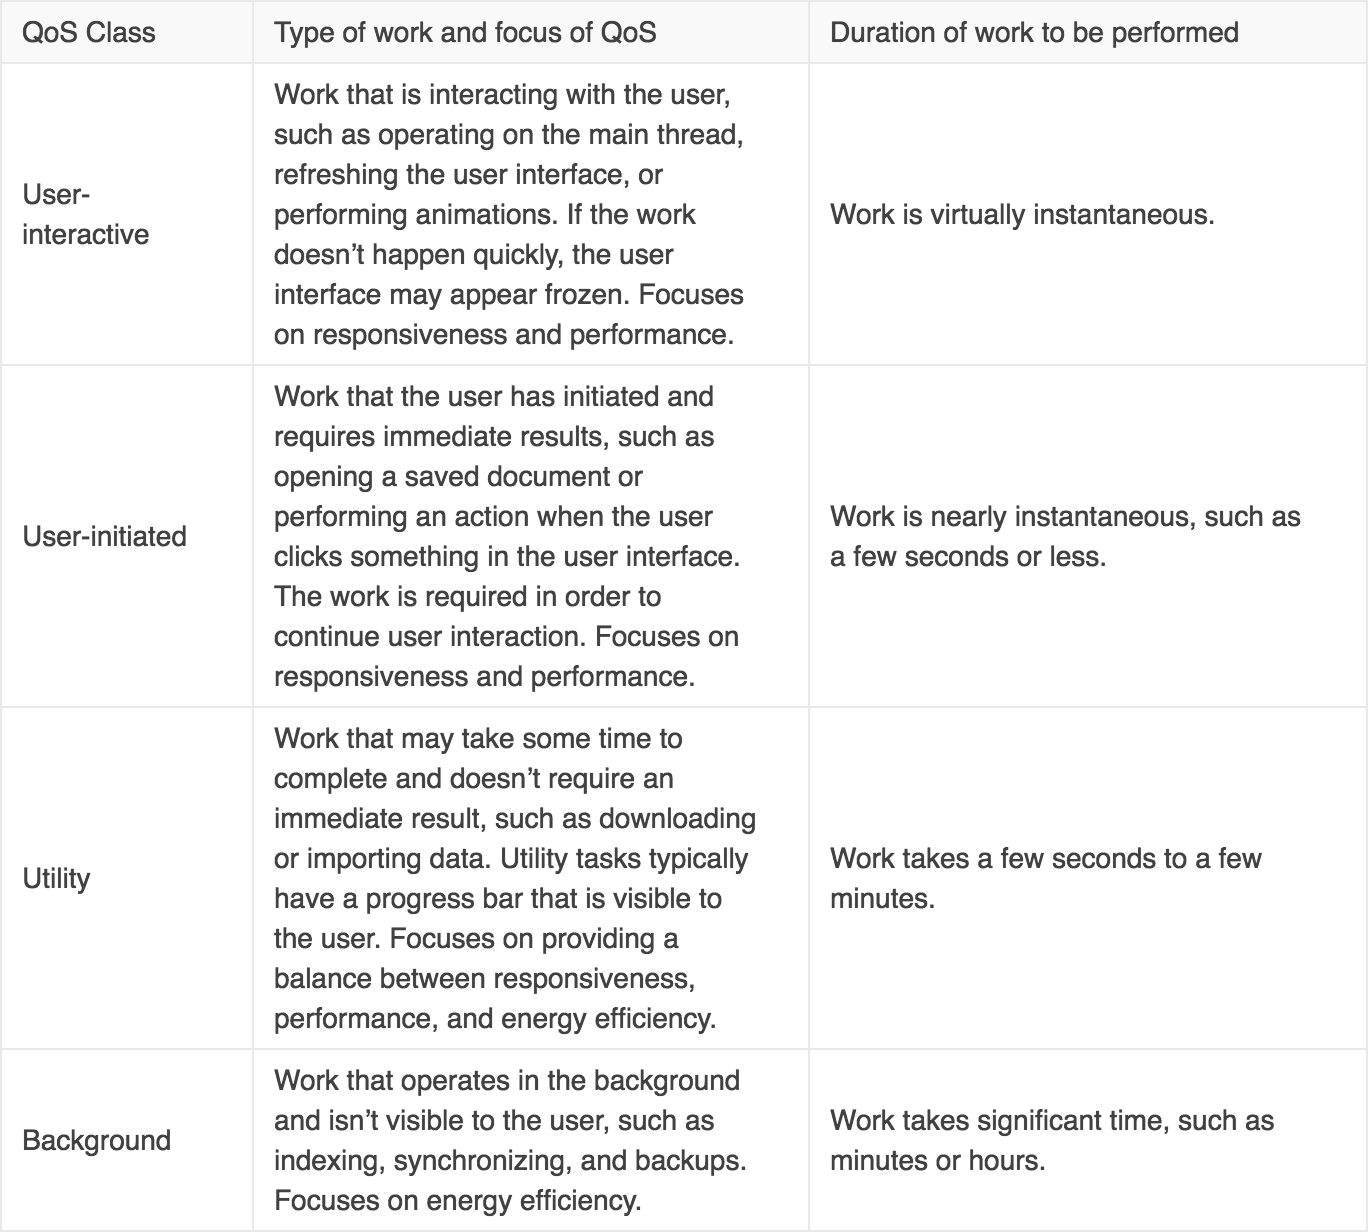 QoS Class
Type of work and focus of QoS
Duration of work to be performed
User-
interactive
Work that is interacting with the user,
such as operating on the main thread,
refreshing the user interface, or
performing animations. If the work
doesn’t happen quickly, the user
interface may appear frozen. Focuses
on responsiveness and performance.
Work is virtually instantaneous.
User-initiated
Work that the user has initiated and
requires immediate results, such as
opening a saved document or
performing an action when the user
clicks something in the user interface.
The work is required in order to
continue user interaction. Focuses on
responsiveness and performance.
Work is nearly instantaneous, such as
a few seconds or less.
Utility
Work that may take some time to
complete and doesn’t require an
immediate result, such as downloading
or importing data. Utility tasks typically
have a progress bar that is visible to
the user. Focuses on providing a
balance between responsiveness,
performance, and energy efficiency.
Work takes a few seconds to a few
minutes.
Background
Work that operates in the background
and isn’t visible to the user, such as
indexing, synchronizing, and backups.
Focuses on energy efficiency.
Work takes significant time, such as
minutes or hours.